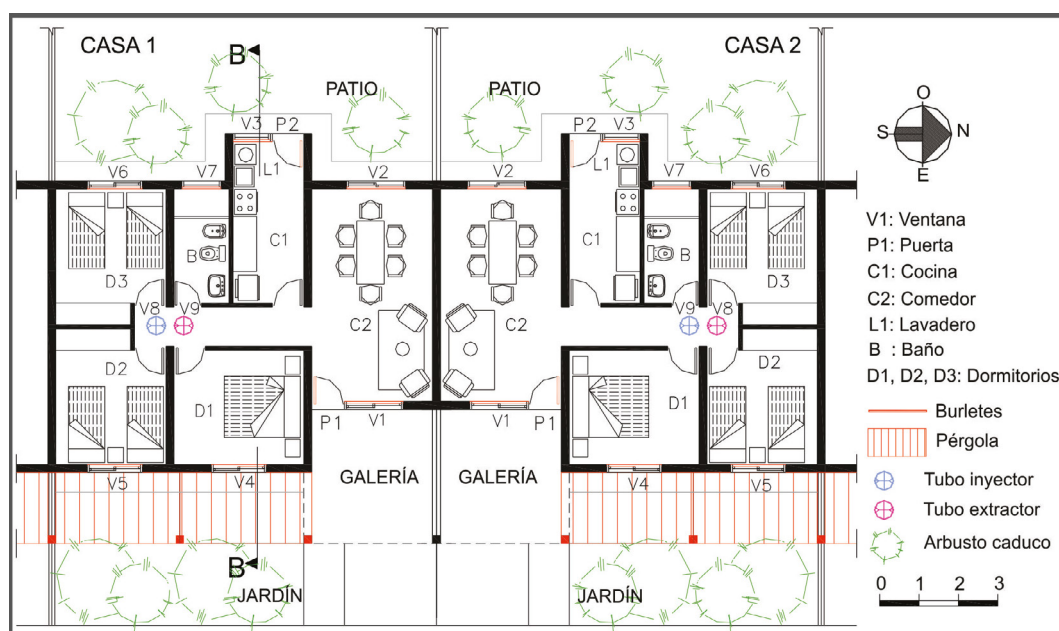 CASA 1
CASA 2
B
PATIO
PATIO
V3 P2
P2 V3
O
S N
E
V6
V7
L1
V2
V2
L1
V7
V6
V1: Ventana
P1: Puerta
C1: Cocina
C2: Comedor
L1: Lavadero
B : Baño
D1, D2, D3: Dormitorios
Burletes
Pérgola
Tubo inyector
Tubo extractor
Arbusto caduco
0 1 2 3
D3
B
C1
C1
B
D3
V8
V9
C2
C2
V9
V8
D2
D1
D1
D2
P1
V1
V1
P1
V5
V4
GALERÍA
GALERÍA
V4
V5
B
JARDÍN
JARDÍN